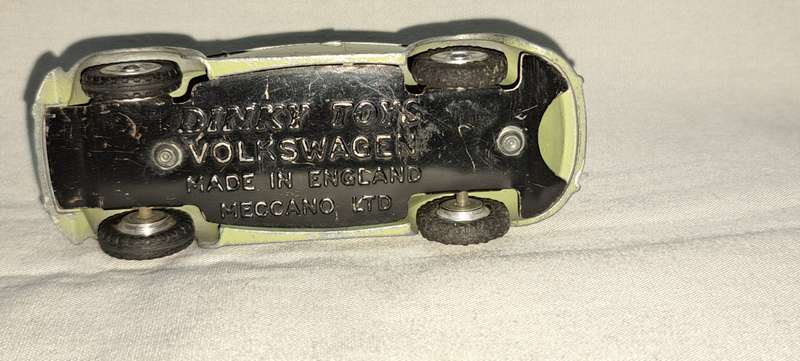 DINKY TOYS
VOLKSWAGEN
MADE IN ENGLAND
MECCANO LTD